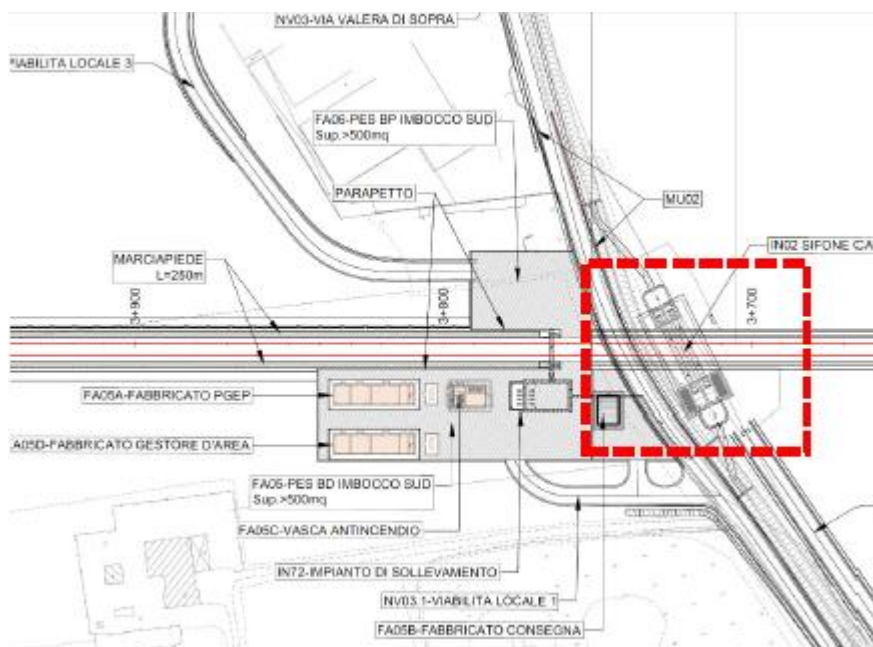 NV03-VIA VALERA DI SOPRA
VIABILITA LOCALE 3
FA06-PES BP IMBOCCO SUD
Sup.>500mq
PARAPETTO
MU02
MARCIAPIEDE
L=250m
IN02 SIFONE CA
3+900
3+800
3+700
FA05A-FABBRICATO PGEP
A05D-FABBRICATO GESTORE D'AREA
FA05-PES BD IMBOCCO SUD
Sup.>500mq
FA05C-VASCA ANTINCENDIO
IN72-IMPIANTO DI SOLLEVAMENTO
NV03.1-VIABILITA LOCALE 1
FA05B-FABBRICATO CONSEGNA